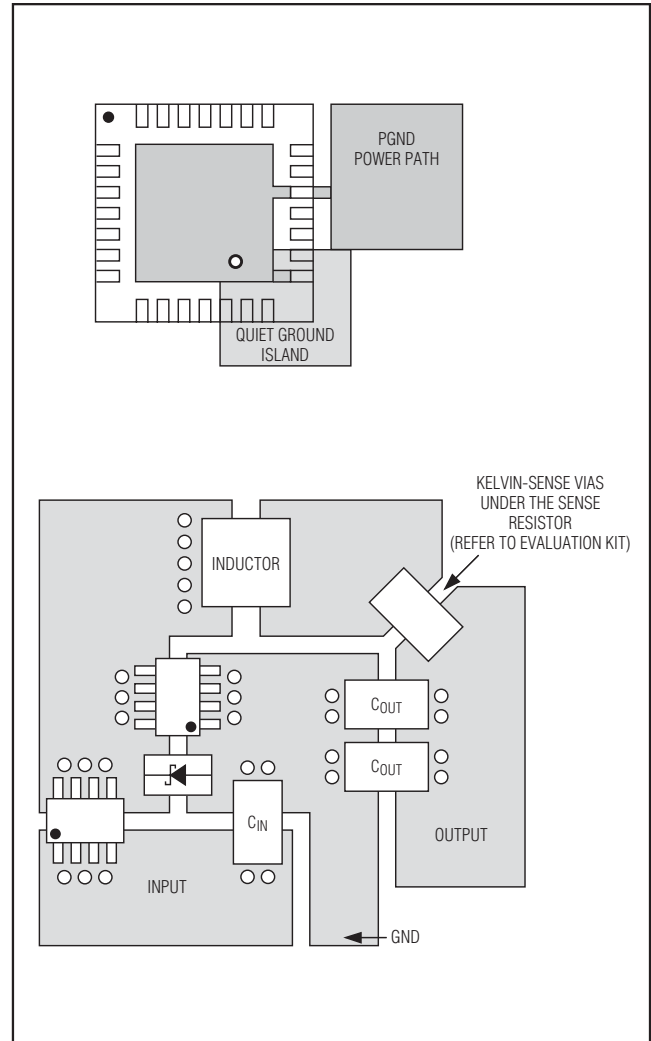 PGND
POWER PATH
QUIET GROUND
ISLAND
KELVIN-SENSE VIAS
UNDER THE SENSE
RESISTOR
(REFER TO EVALUATION KIT)
INDUCTOR
COUT
COUT
CIN
OUTPUT
INPUT
GND